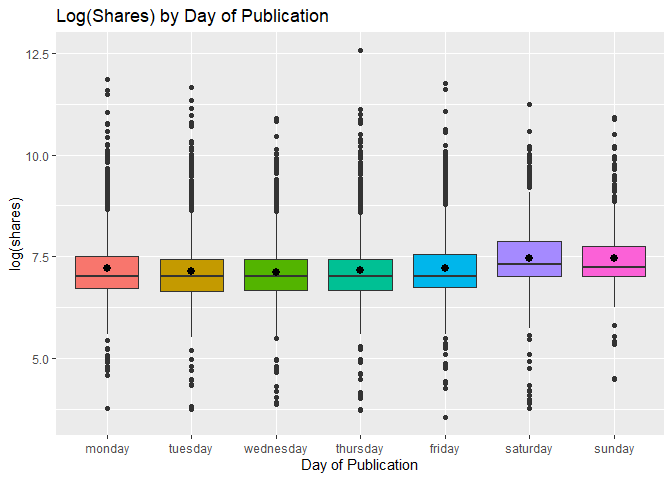 Log(Shares) by Day of Publication
12.5
10.0
7.5
5.0
log(shares)
monday tuesday wednesday thursday friday saturday sunday
Day of Publication